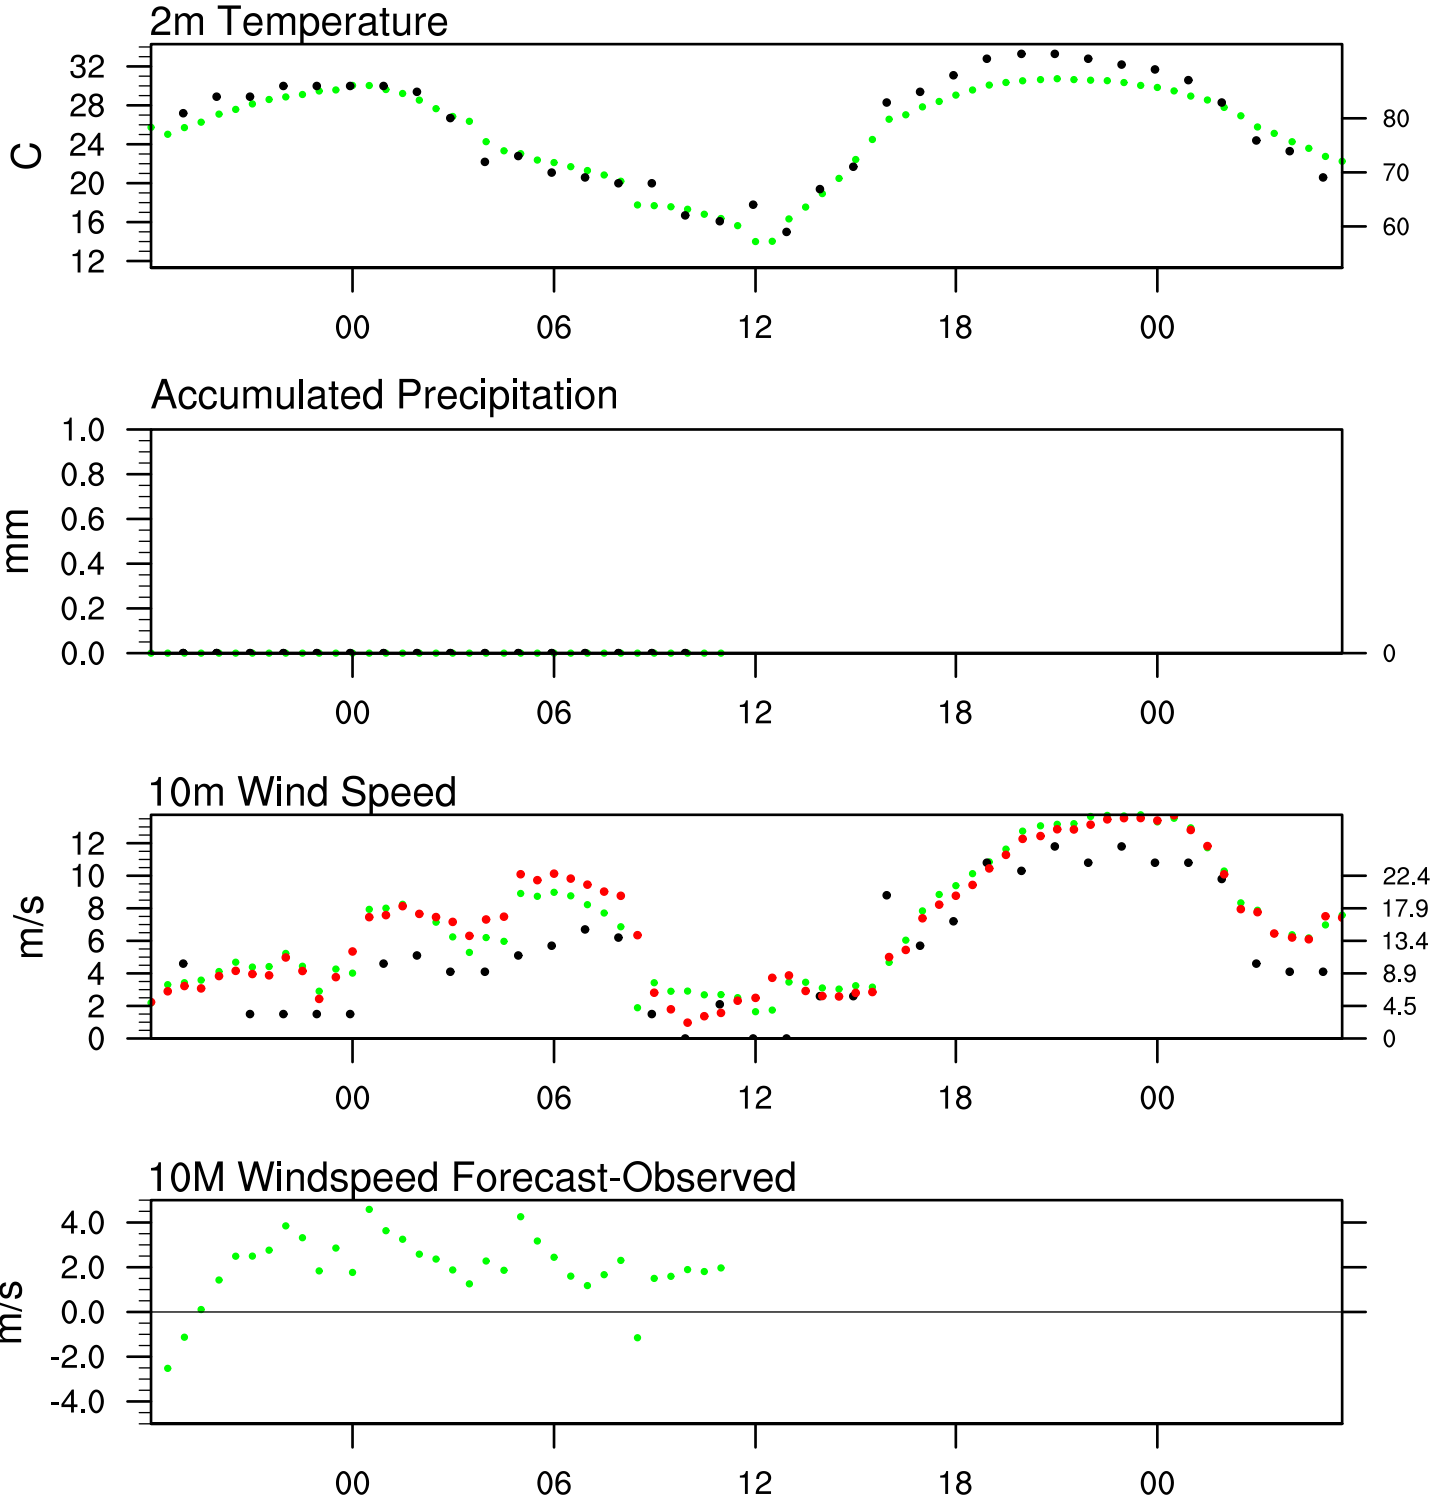 2m Temperature
32
28
24
20
16
12
C
80
70
60
00 06 12 18 00
Accumulated Precipitation
1.0
0.8
0.6
0.4
0.2
0.0
mm
0
00 06 12 18 00
10m Wind Speed
12
10
8
6
4
2
0
m/s
22.4
17.9
13.4
8.9
4.5
0
00 06 12 18 00
10M Windspeed Forecast-Observed
4.0
2.0
0.0
-2.0
-4.0
m/s
00 06 12 18 00